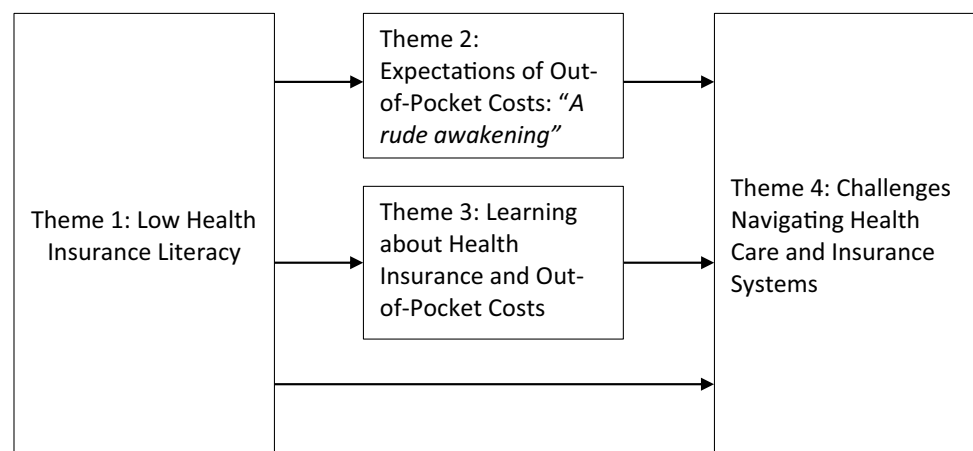 Theme 1: Low Health
Insurance Literacy
Theme 2:
Expectations of Out-
of-Pocket Costs: “A
rude awakening”
Theme 3: Learning
about Health
Insurance and Out-
of-Pocket Costs
Theme 4: Challenges
Navigating Health
Care and Insurance
Systems